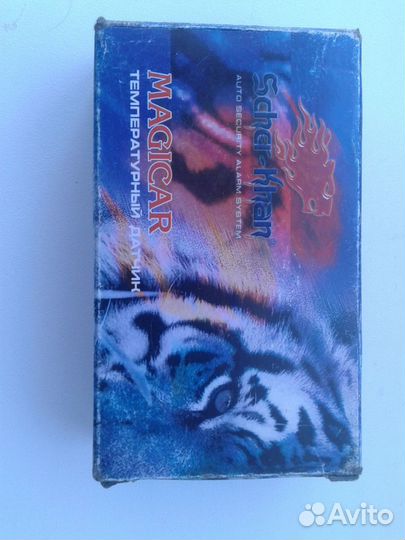 Scher-Khan®
AUTO SECURITY ALARM SYSTEM
MAGICAR
ТЕМПЕРАТУРНЫЙ ДАТЧИК
Avito